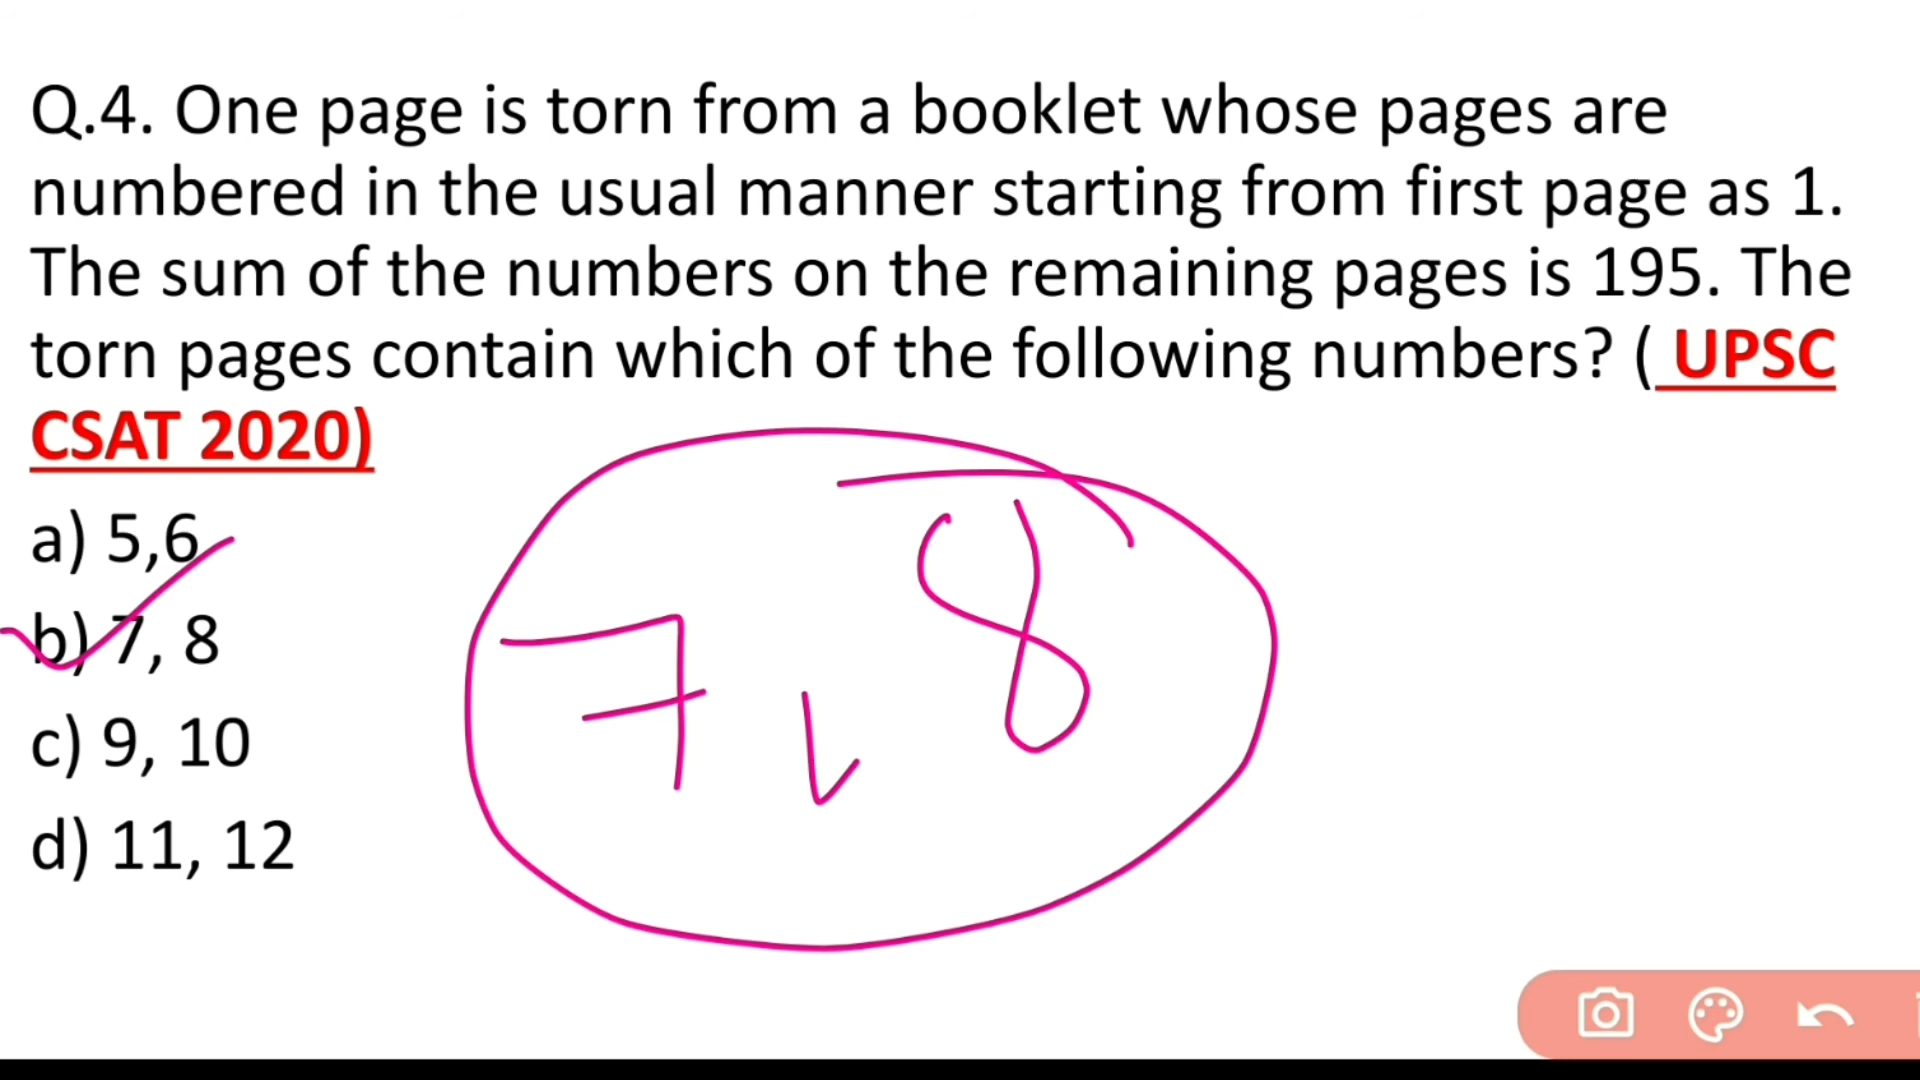 Q.4. One page is torn from a booklet whose pages are
numbered in the usual manner starting from first page as 1.
The sum of the numbers on the remaining pages is 195. The
torn pages contain which of the following numbers? ( UPSC
CSAT 2020)
a) 5,6
b) 7, 8
c) 9, 10
d) 11, 12
7, 8